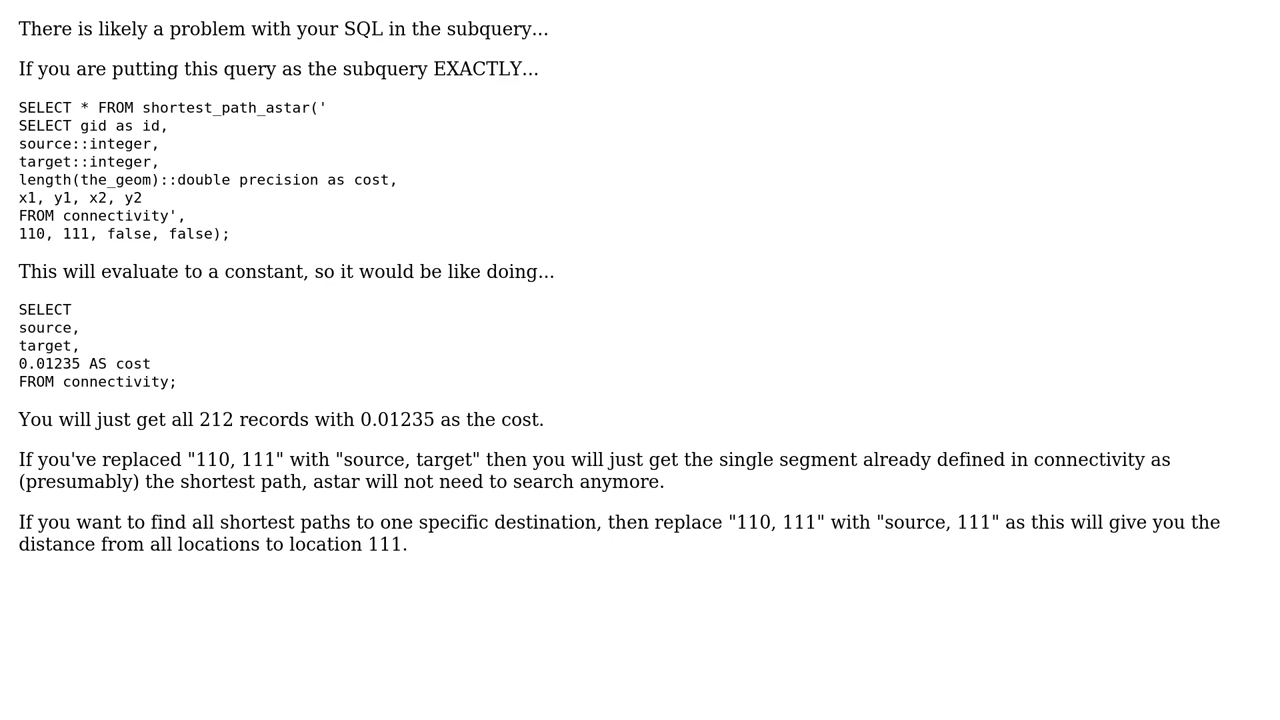 There is likely a problem with your SQL in the subquery...
If you are putting this query as the subquery EXACTLY...
SELECT * FROM shortest_path_astar('
SELECT gid as id,
source::integer,
target::integer,
length(the_geom)::double precision as cost,
x1, y1, x2, y2
FROM connectivity',
110, 111, false, false);
This will evaluate to a constant, so it would be like doing...
SELECT
source,
target,
0.01235 AS cost
FROM connectivity;
You will just get all 212 records with 0.01235 as the cost.
If you've replaced "110, 111" with "source, target" then you will just get the single segment already defined in connectivity as
(presumably) the shortest path, astar will not need to search anymore.
If you want to find all shortest paths to one specific destination, then replace "110, 111" with "source, 111" as this will give you the
distance from all locations to location 111.